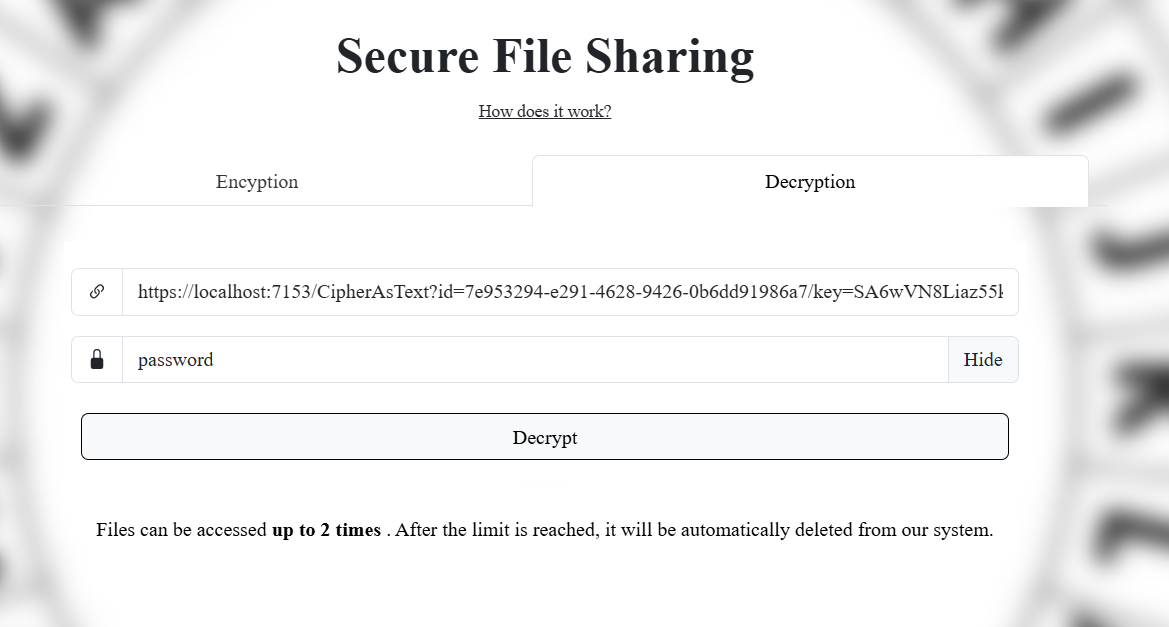 Secure File Sharing
How does it work?
Encyption
Decryption
https://localhost:7153/CipherAsText?id=7e953294-e291-4628-9426-0b6dd91986a7/key=SA6wVN8Liaz55
password
Hide
Decrypt
Files can be accessed up to 2 times . After the limit is reached, it will be automatically deleted from our system.